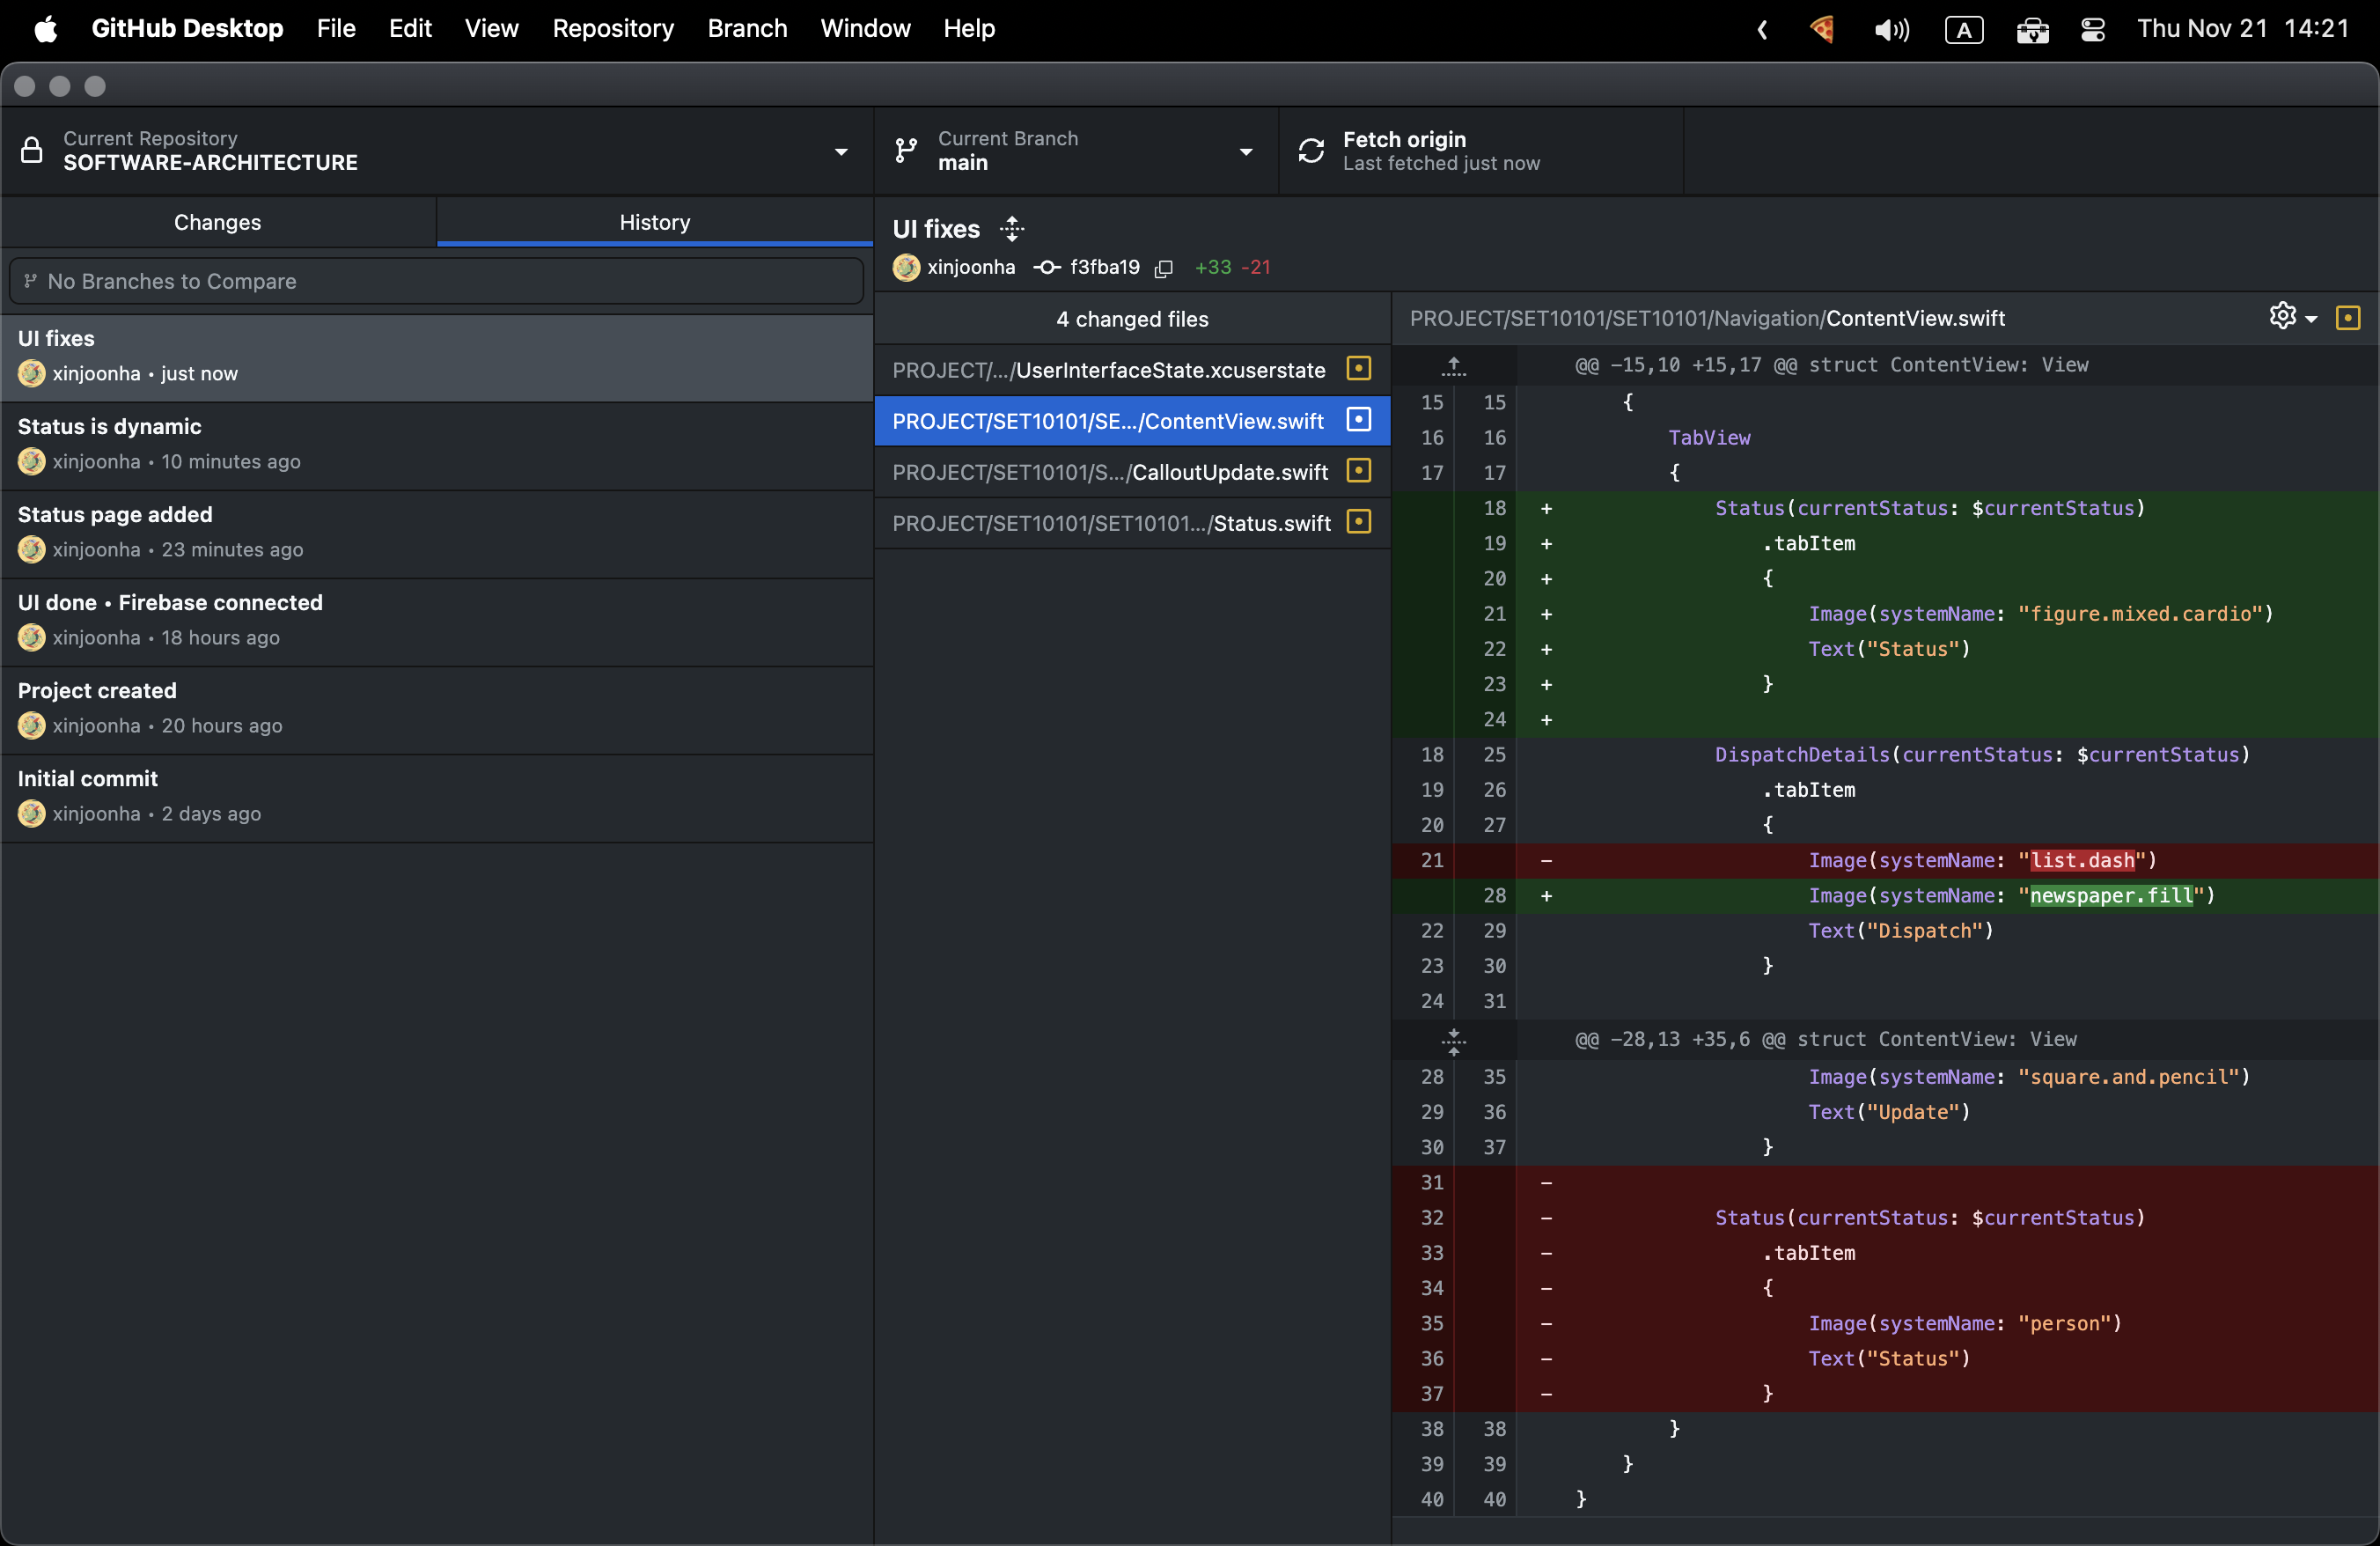 GitHub Desktop File Edit View Repository Branch Window Help A Thu Nov 21 14:21
Current Repository
SOFTWARE-ARCHITECTURE
Current Branch
main
Fetch origin
Last fetched just now
Changes
History
No Branches to Compare
UI fixes
xinjoonha • just now
Status is dynamic
xinjoonha • 10 minutes ago
Status page added
xinjoonha • 23 minutes ago
UI done • Firebase connected
xinjoonha • 18 hours ago
Project created
xinjoonha • 20 hours ago
Initial commit
xinjoonha • 2 days ago
UI fixes
xinjoonha f3fba19 +33 -21
4 changed files
PROJECT/.../UserInterfaceState.xcuserstate
PROJECT/SET10101/SE.../ContentView.swift
PROJECT/SET10101/S.../CalloutUpdate.swift
PROJECT/SET10101/SET10101.../Status.swift
PROJECT/SET10101/SET10101/Navigation/ContentView.swift
@@ -15,10 +15,17 @@ struct ContentView: View
15 15 {
16 16 TabView
17 17 {
18 + Status(currentStatus: $currentStatus)
19 + .tabItem
20 + {
21 + Image(systemName: "figure.mixed.cardio")
22 + Text("Status")
23 + }
24 +
18 25 DispatchDetails(currentStatus: $currentStatus)
19 26 .tabItem
20 27 {
21 - Image(systemName: "list.dash")
28 + Image(systemName: "newspaper.fill")
22 29 Text("Dispatch")
23 30 }
24 31
@@ -28,13 +35,6 @@ struct ContentView: View
28 35 Image(systemName: "square.and.pencil")
29 36 Text("Update")
30 37 }
31 -
32 - Status(currentStatus: $currentStatus)
33 - .tabItem
34 - {
35 - Image(systemName: "person")
36 - Text("Status")
37 - }
38 38 }
39 39 }
40 40 }